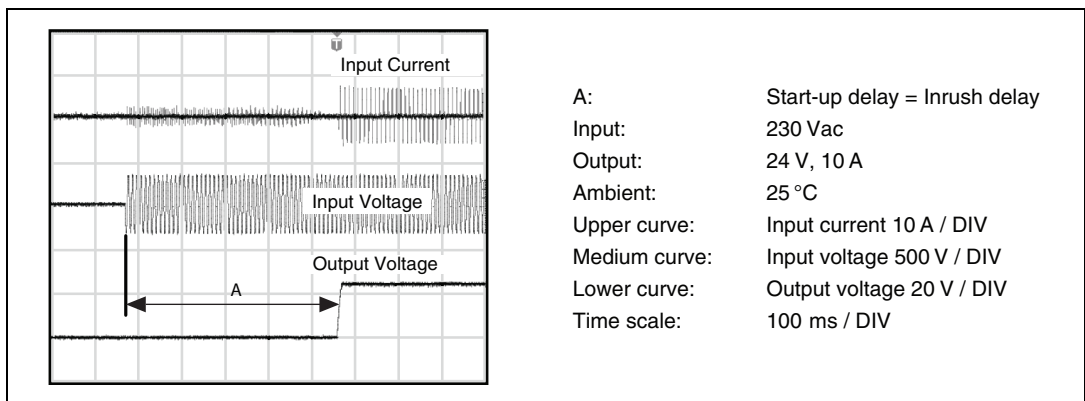 T
Input Current
Input Voltage
Output Voltage
A
A: Start-up delay = Inrush delay
Input: 230 Vac
Output: 24 V, 10 A
Ambient: 25 °C
Upper curve: Input current 10 A / DIV
Medium curve: Input voltage 500 V / DIV
Lower curve: Output voltage 20 V / DIV
Time scale: 100 ms / DIV